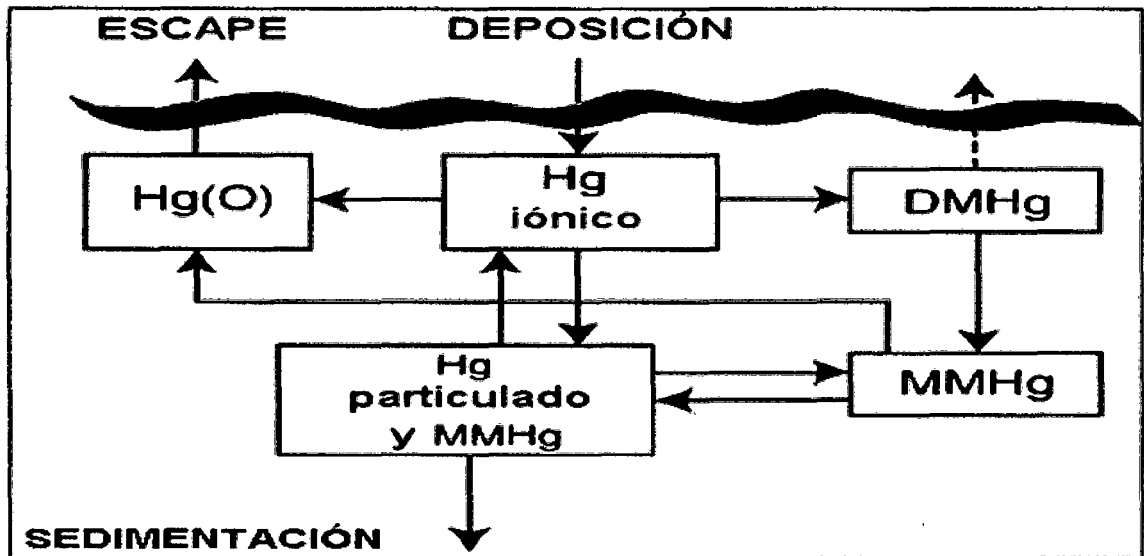 ESCAPE
DEPOSICIÓN
Hg(O)
Hg
iónico
DMHg
Hg
particulado
y MMHg
MMHg
SEDIMENTACIÓN